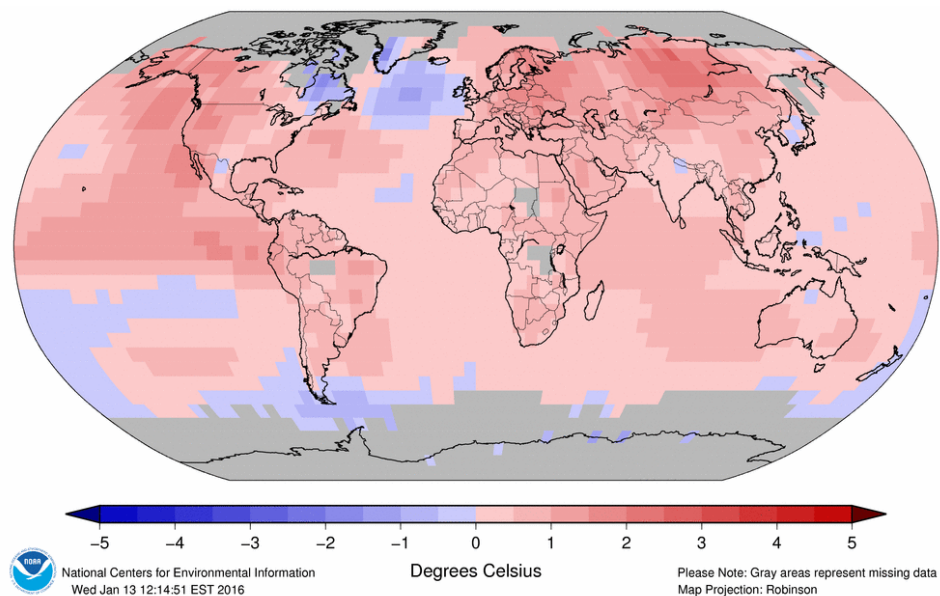 −5 −4 −3 −2 −1 0 1 2 3 4 5
Degrees Celsius
NOAA
National Centers for Environmental Information
Wed Jan 13 12:14:51 EST 2016
Please Note: Gray areas represent missing data
Map Projection: Robinson